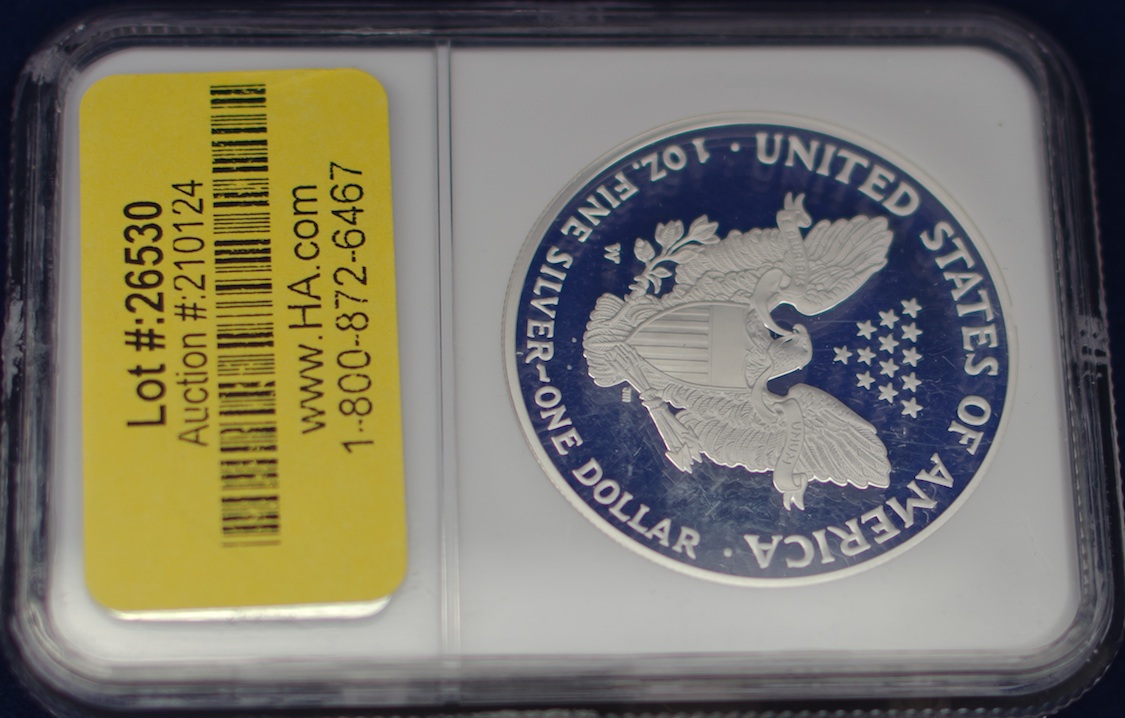 Lot #:26530
Auction #:210124
www.HA.com
1-800-872-6467
UNITED STATES OF AMERICA
1 OZ. FINE SILVER~ONE DOLLAR
W